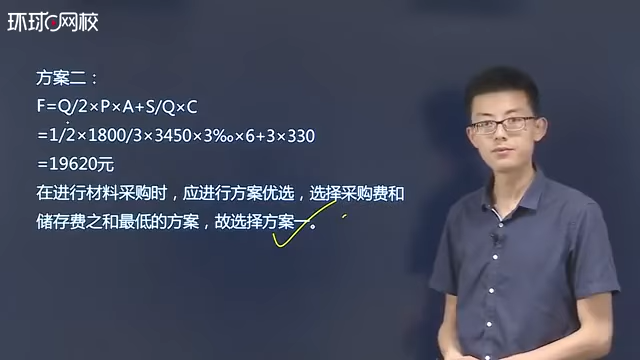 环球网校
方案二：
F=Q/2×P×A+S/Q×C
=1/2×1800/3×3450×3‰×6+3×330
=19620元
在进行材料采购时，应进行方案优选，选择采购费和
储存费之和最低的方案，故选择方案一。